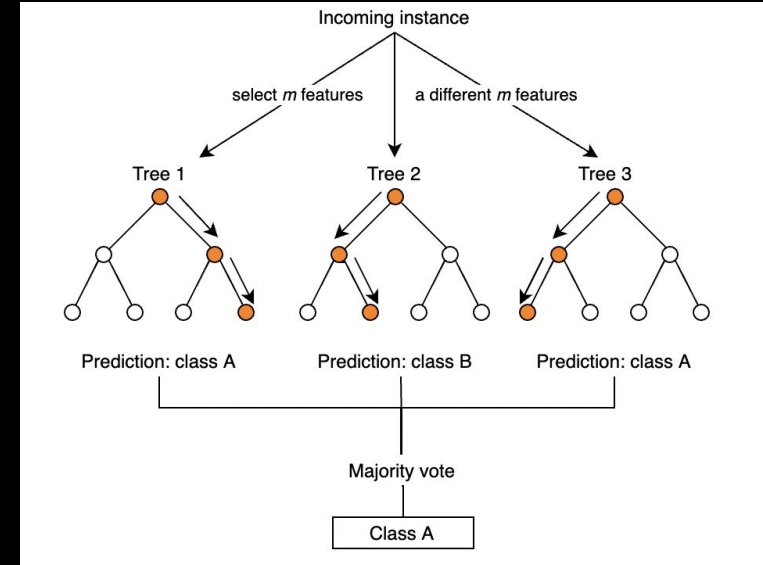 Incoming instance
select m features
a different m features
Tree 1
Tree 2
Tree 3
Prediction: class A
Prediction: class B
Prediction: class A
Majority vote
Class A